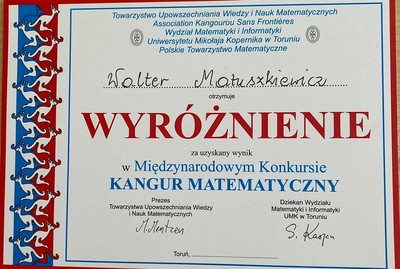 Towarzystwo Upowszechniania Wiedzy i Nauk Matematycznych
Association Kangourou Sans Frontières
Wydział Matematyki i Informatyki
Uniwersytetu Mikołaja Kopernika w Toruniu
Polskie Towarzystwo Matematyczne
Walter Matuszkiewicz
otrzymuje
WYRÓŻNIENIE
za uzyskany wynik
w Międzynarodowym Konkursie
KANGUR MATEMATYCZNY
Prezes
Towarzystwa Upowszechniania Wiedzy
i Nauk Matematycznych
M.Mentzen
Dziekan Wydziału
Matematyki i Informatyki
UMK w Toruniu
Toruń,